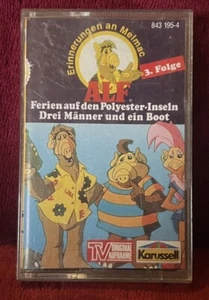 843 195-4
Erinnerungen an Melmac
3. Folge
ALF
Ferien auf den Polyester-Inseln
Drei Männer und ein Boot
TV ORIGINAL AUFNAHME
Karussell